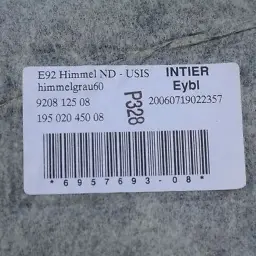 E92 Himmel ND - USIS
himmelgrau60
INTIER
Eybl
9208 125 08
P328
20060719022357
195 020 450 08
*6957693-08*